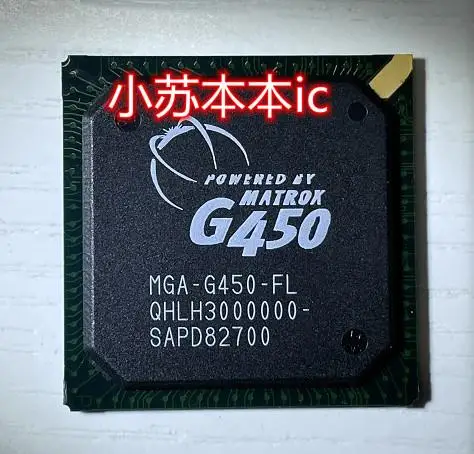 小苏本本ic
POWERED BY
MATROX
G450
MGA-G450-FL
QHLH3000000-
SAPD82700